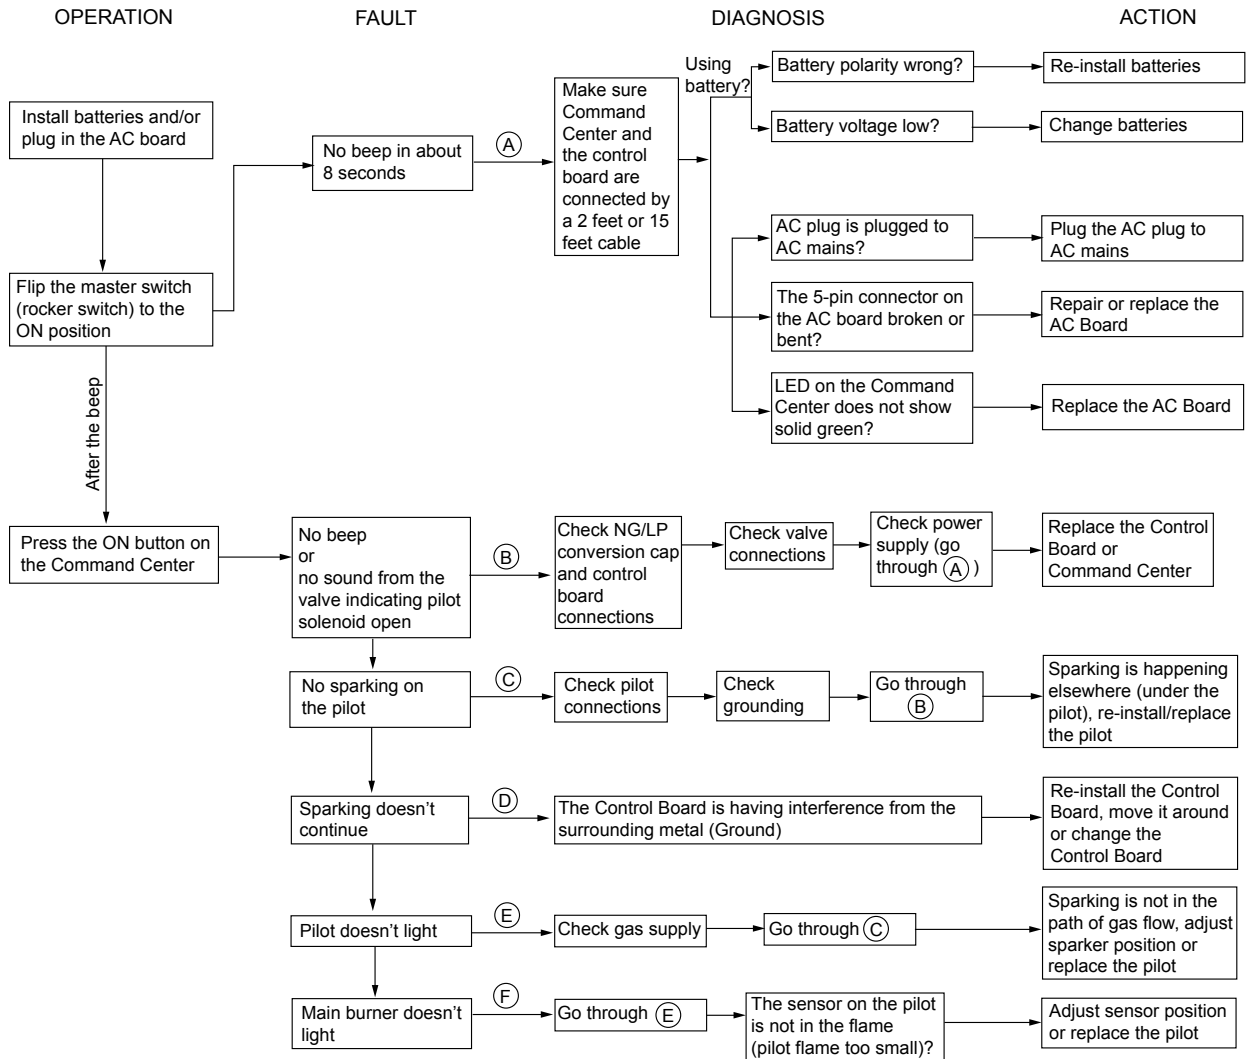 OPERATION
FAULT
DIAGNOSIS
ACTION
Install batteries and/or
plug in the AC board
Flip the master switch
(rocker switch) to the
ON position
After the beep
Press the ON button on
the Command Center
No beep in about
8 seconds
A
Make sure
Command
Center and
the control
board are
connected by
a 2 feet or 15
feet cable
Using
battery?
Battery polarity wrong?
Re-install batteries
Battery voltage low?
Change batteries
AC plug is plugged to
AC mains?
Plug the AC plug to
AC mains
The 5-pin connector on
the AC board broken or
bent?
Repair or replace the
AC Board
LED on the Command
Center does not show
solid green?
Replace the AC Board
No beep
or
no sound from the
valve indicating pilot
solenoid open
B
Check NG/LP
conversion cap
and control
board
connections
Check valve
connections
Check power
supply (go
through A )
Replace the Control
Board or
Command Center
No sparking on
the pilot
C
Check pilot
connections
Check
grounding
Go through
B
Sparking is happening
elsewhere (under the
pilot), re-install/replace
the pilot
Sparking doesn't
continue
D
The Control Board is having interference from the
surrounding metal (Ground)
Re-install the Control
Board, move it around
or change the
Control Board
Pilot doesn't light
E
Check gas supply
Go through C
Sparking is not in the
path of gas flow, adjust
sparker position or
replace the pilot
Main burner doesn't
light
F
Go through E
The sensor on the pilot
is not in the flame
(pilot flame too small)?
Adjust sensor position
or replace the pilot